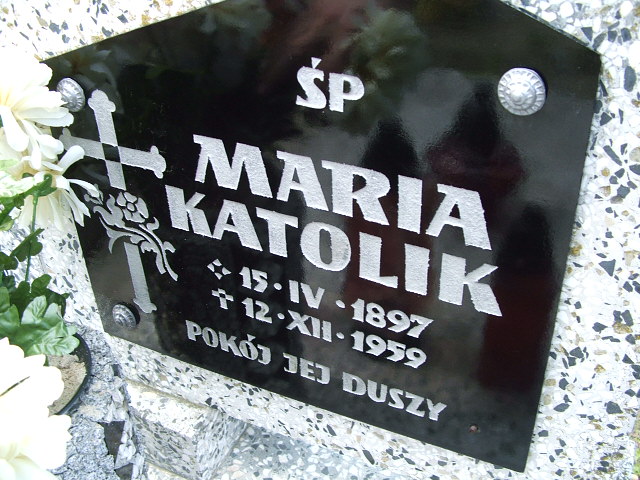 ŚP
MARIA
KATOLIK
15·IV·1897
✝ 12·XII·1959
POKÓJ JEJ DUSZY